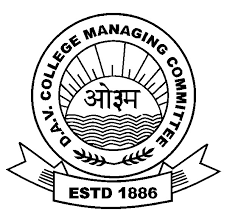 D.A.V. COLLEGE MANAGING COMMITTEE
ओ३म
ESTD 1886